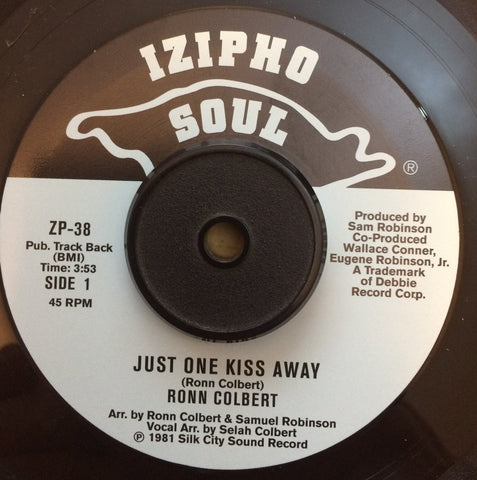 IZIPHO
SOUL
®
ZP-38
Pub. Track Back
(BMI)
Time: 3:53
SIDE 1
45 RPM
Produced by
Sam Robinson
Co-Produced
Wallace Conner,
Eugene Robinson, Jr.
A Trademark
of Debbie
Record Corp.
JUST ONE KISS AWAY
(Ronn Colbert)
RONN COLBERT
Arr. by Ronn Colbert & Samuel Robinson
Vocal Arr. by Selah Colbert
℗ 1981 Silk City Sound Record